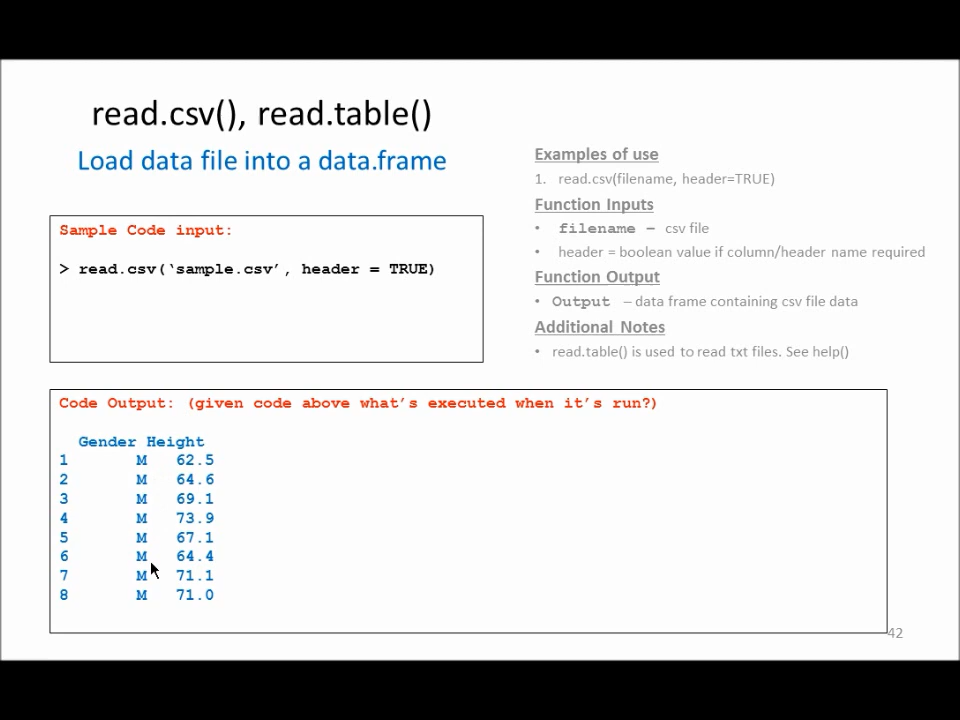 read.csv(), read.table()
Load data file into a data.frame
Sample Code input:
> read.csv(‘sample.csv’, header = TRUE)
Examples of use
1. read.csv(filename, header=TRUE)
Function Inputs
• filename – csv file
• header = boolean value if column/header name required
Function Output
• Output – data frame containing csv file data
Additional Notes
• read.table() is used to read txt files. See help()
Code Output: (given code above what’s executed when it’s run?)
Gender Height
1 M 62.5
2 M 64.6
3 M 69.1
4 M 73.9
5 M 67.1
6 M 64.4
7 M 71.1
8 M 71.0
42